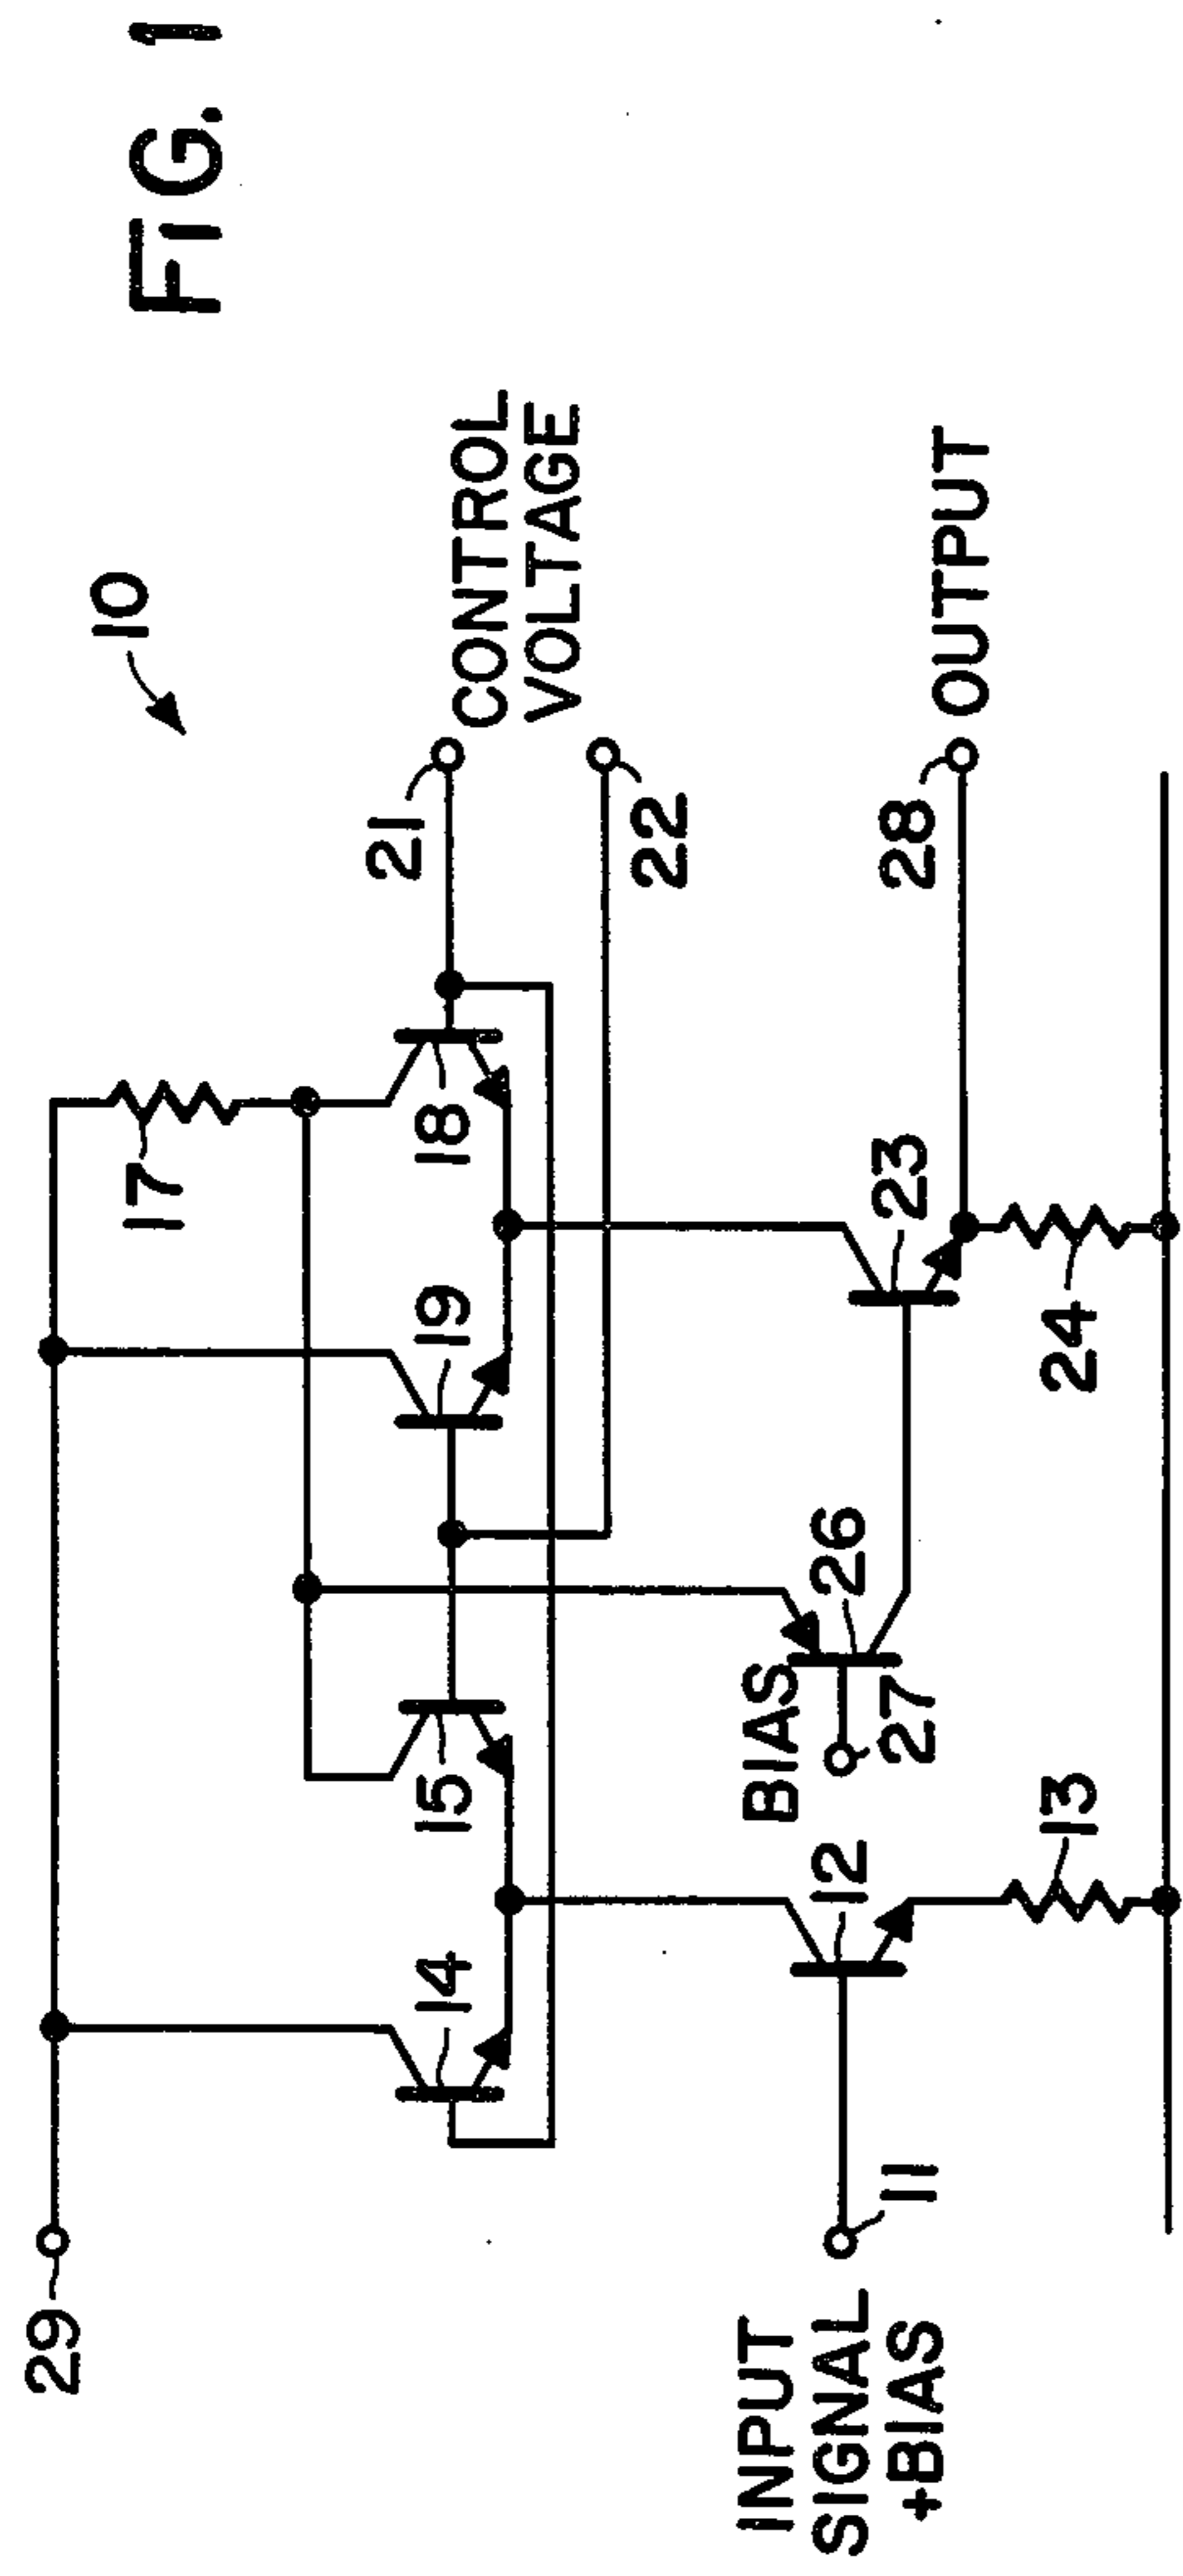 FIG. 1
10
29
17
CONTROL
VOLTAGE
21
22
14
15
19
18
INPUT
SIGNAL
+BIAS
11
12
BIAS
27
26
23
28
OUTPUT
13
24